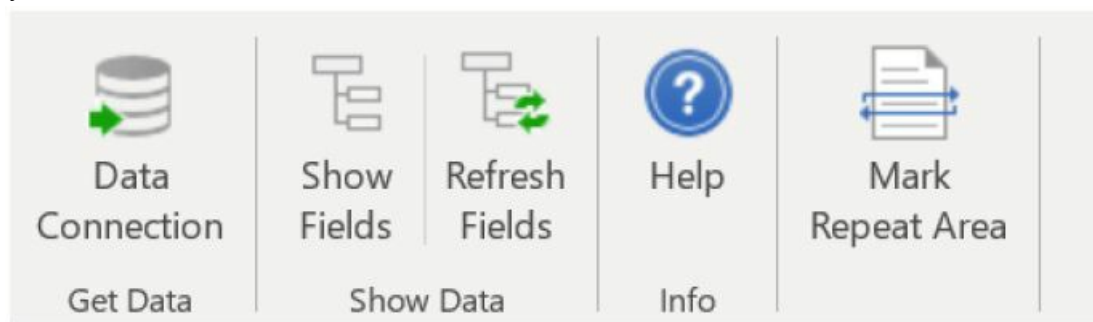 Data
Connection
Get Data
Show
Fields
Refresh
Fields
Show Data
?
Help
Info
Mark
Repeat Area